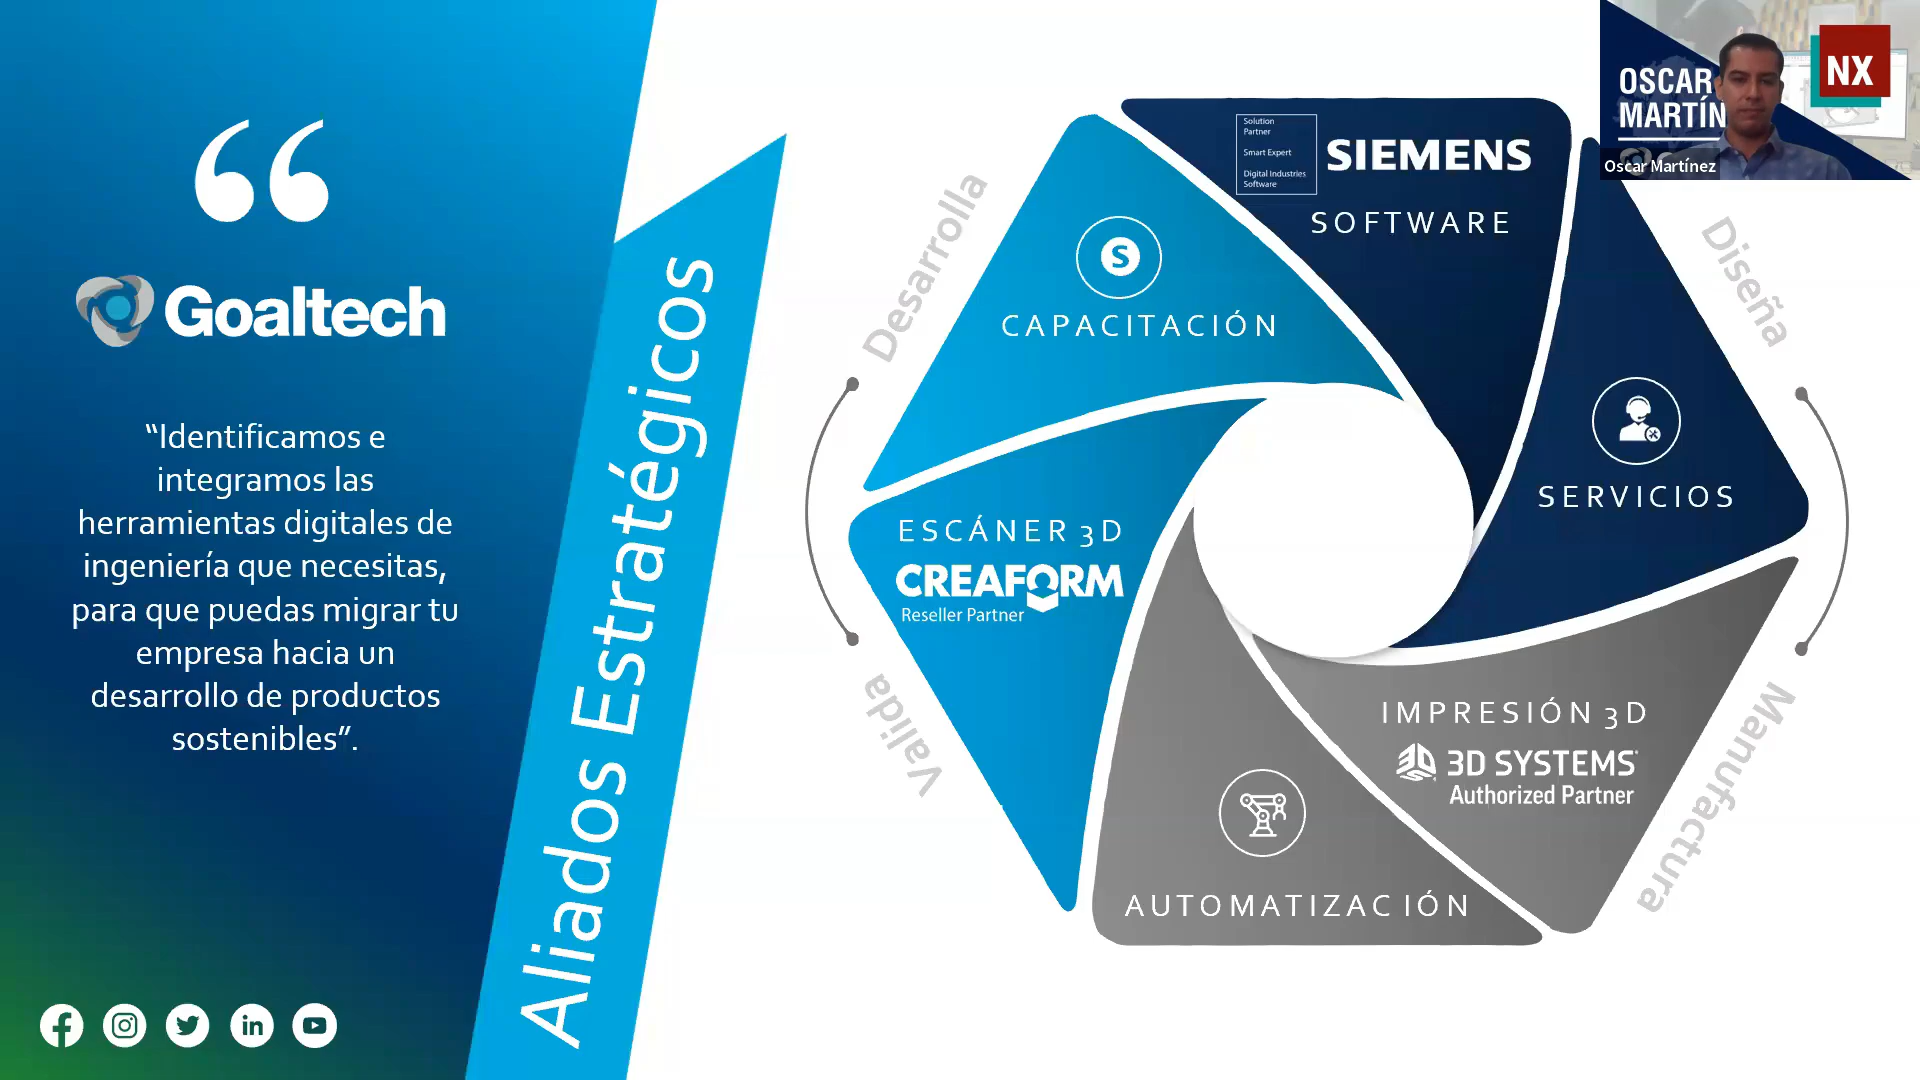 Goaltech
“Identificamos e
integramos las
herramientas digitales de
ingeniería que necesitas,
para que puedas migrar tu
empresa hacia un
desarrollo de productos
sostenibles”.
Aliados Estratégicos
Desarrolla
Diseña
Valida
Manufactura
Solution
Partner
Smart Expert
Digital Industries
Software
SIEMENS
SOFTWARE
S
CAPACITACIÓN
SERVICIOS
ESCÁNER 3D
CREAFORM
Reseller Partner
IMPRESIÓN 3D
3D SYSTEMS
Authorized Partner
AUTOMATIZACIÓN
OSCAR
MARTÍN
NX
Oscar Martínez